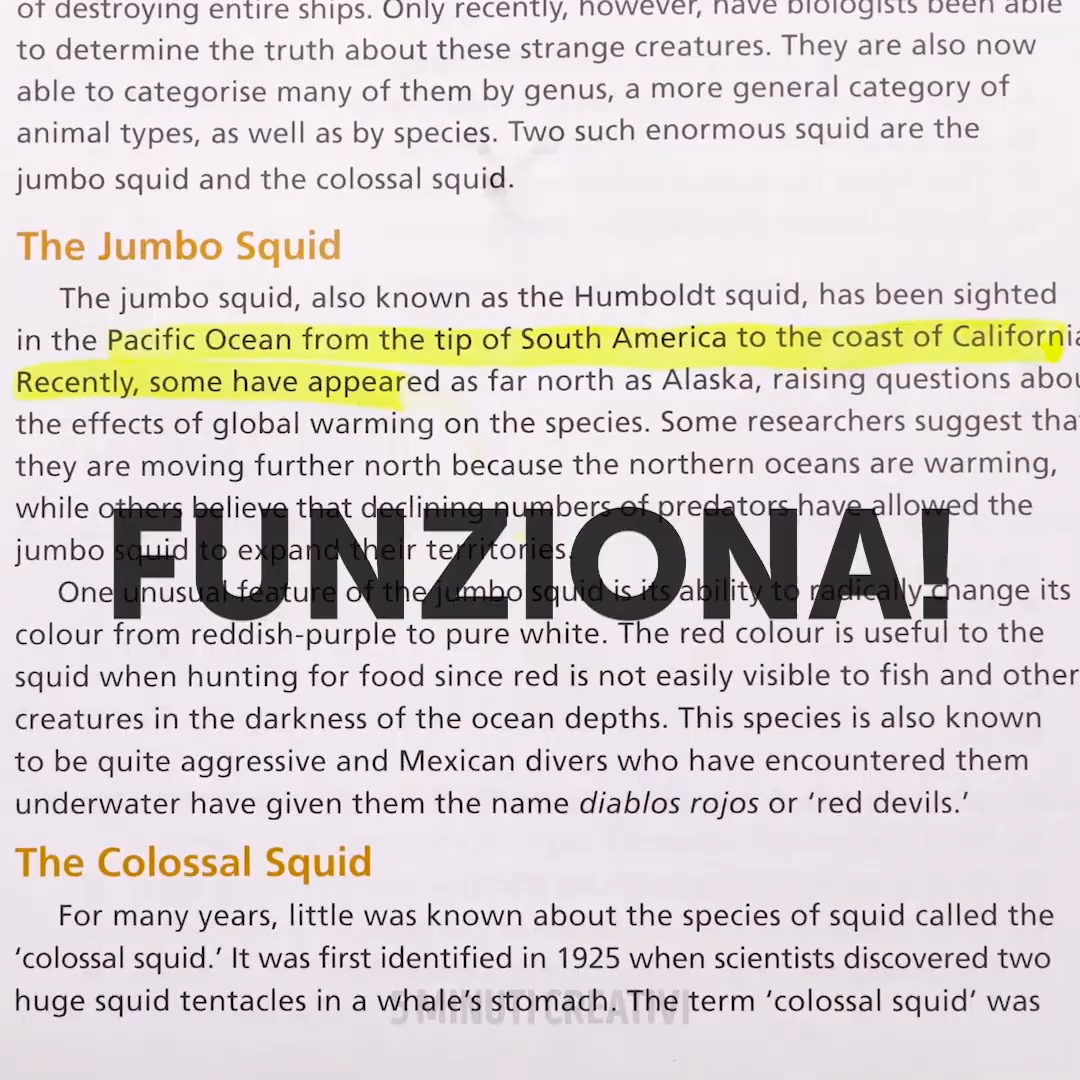 of destroying entire ships. Only recently, however, have biologists been able
to determine the truth about these strange creatures. They are also now
able to categorise many of them by genus, a more general category of
animal types, as well as by species. Two such enormous squid are the
jumbo squid and the colossal squid.
The Jumbo Squid
The jumbo squid, also known as the Humboldt squid, has been sighted
in the Pacific Ocean from the tip of South America to the coast of California
Recently, some have appeared as far north as Alaska, raising questions abou
the effects of global warming on the species. Some researchers suggest tha
they are moving further north because the northern oceans are warming,
while others believe that declining numbers of predators have allowed the
jumbo squid to expand their territories.
FUNZIONA!
One unusual feature of the jumbo squid is its ability to radically change its
colour from reddish-purple to pure white. The red colour is useful to the
squid when hunting for food since red is not easily visible to fish and other
creatures in the darkness of the ocean depths. This species is also known
to be quite aggressive and Mexican divers who have encountered them
underwater have given them the name diablos rojos or ‘red devils.’
The Colossal Squid
For many years, little was known about the species of squid called the
‘colossal squid.’ It was first identified in 1925 when scientists discovered two
huge squid tentacles in a whale’s stomach. The term ‘colossal squid’ was
5 MINUTI CREATIVI